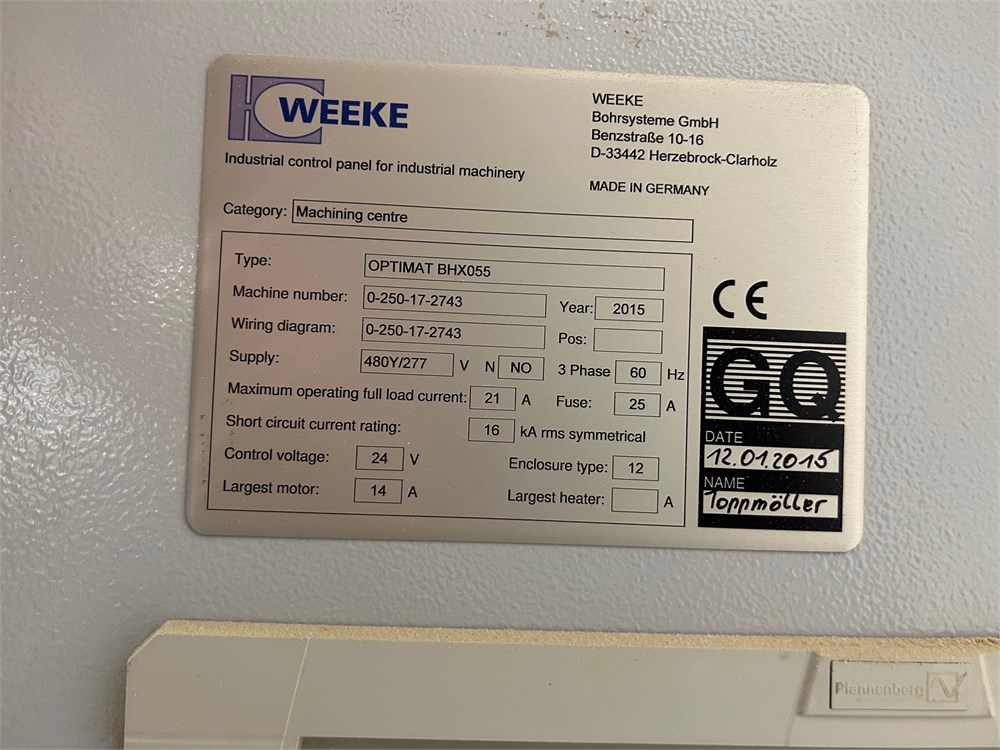 WEEKE
Industrial control panel for industrial machinery
WEEKE
Bohrsysteme GmbH
Benzstraße 10-16
D-33442 Herzebrock-Clarholz
MADE IN GERMANY
Category: Machining centre
Type: OPTIMAT BHX055
Machine number: 0-250-17-2743 Year: 2015
Wiring diagram: 0-250-17-2743 Pos:
Supply: 480Y/277 V N NO 3 Phase 60 Hz
Maximum operating full load current: 21 A Fuse: 25 A
Short circuit current rating: 16 kA rms symmetrical
Control voltage: 24 V Enclosure type: 12
Largest motor: 14 A Largest heater: A
CE
GQ
DATE
12.01.2015
NAME
Toppmöller
Pfannenberg